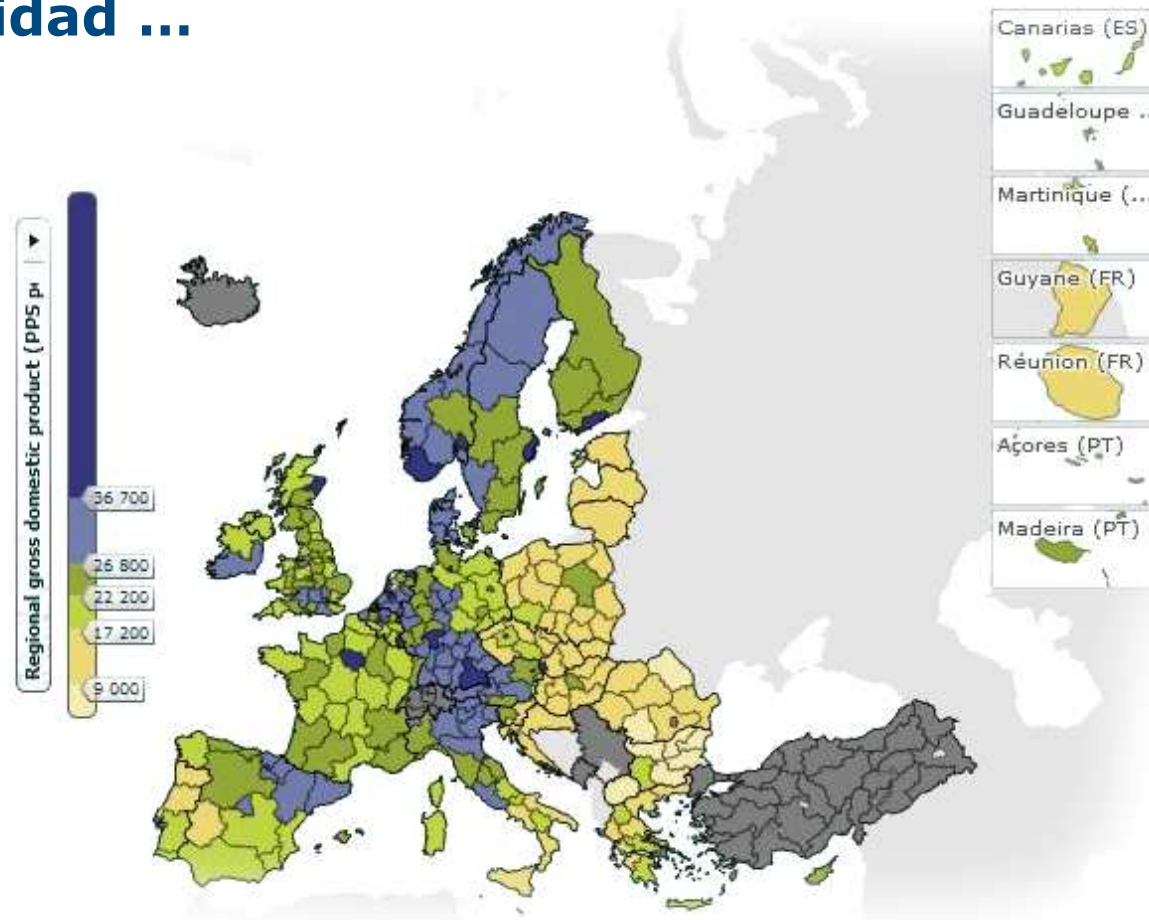 idad ...
Regional gross domestic product (PPS p
36 700
26 800
22 200
17 200
9 000
Canarias (ES)
Guadeloupe ..
Martinique (...
Guyane (FR)
Réunion (FR)
Açores (PT)
Madeira (PT)